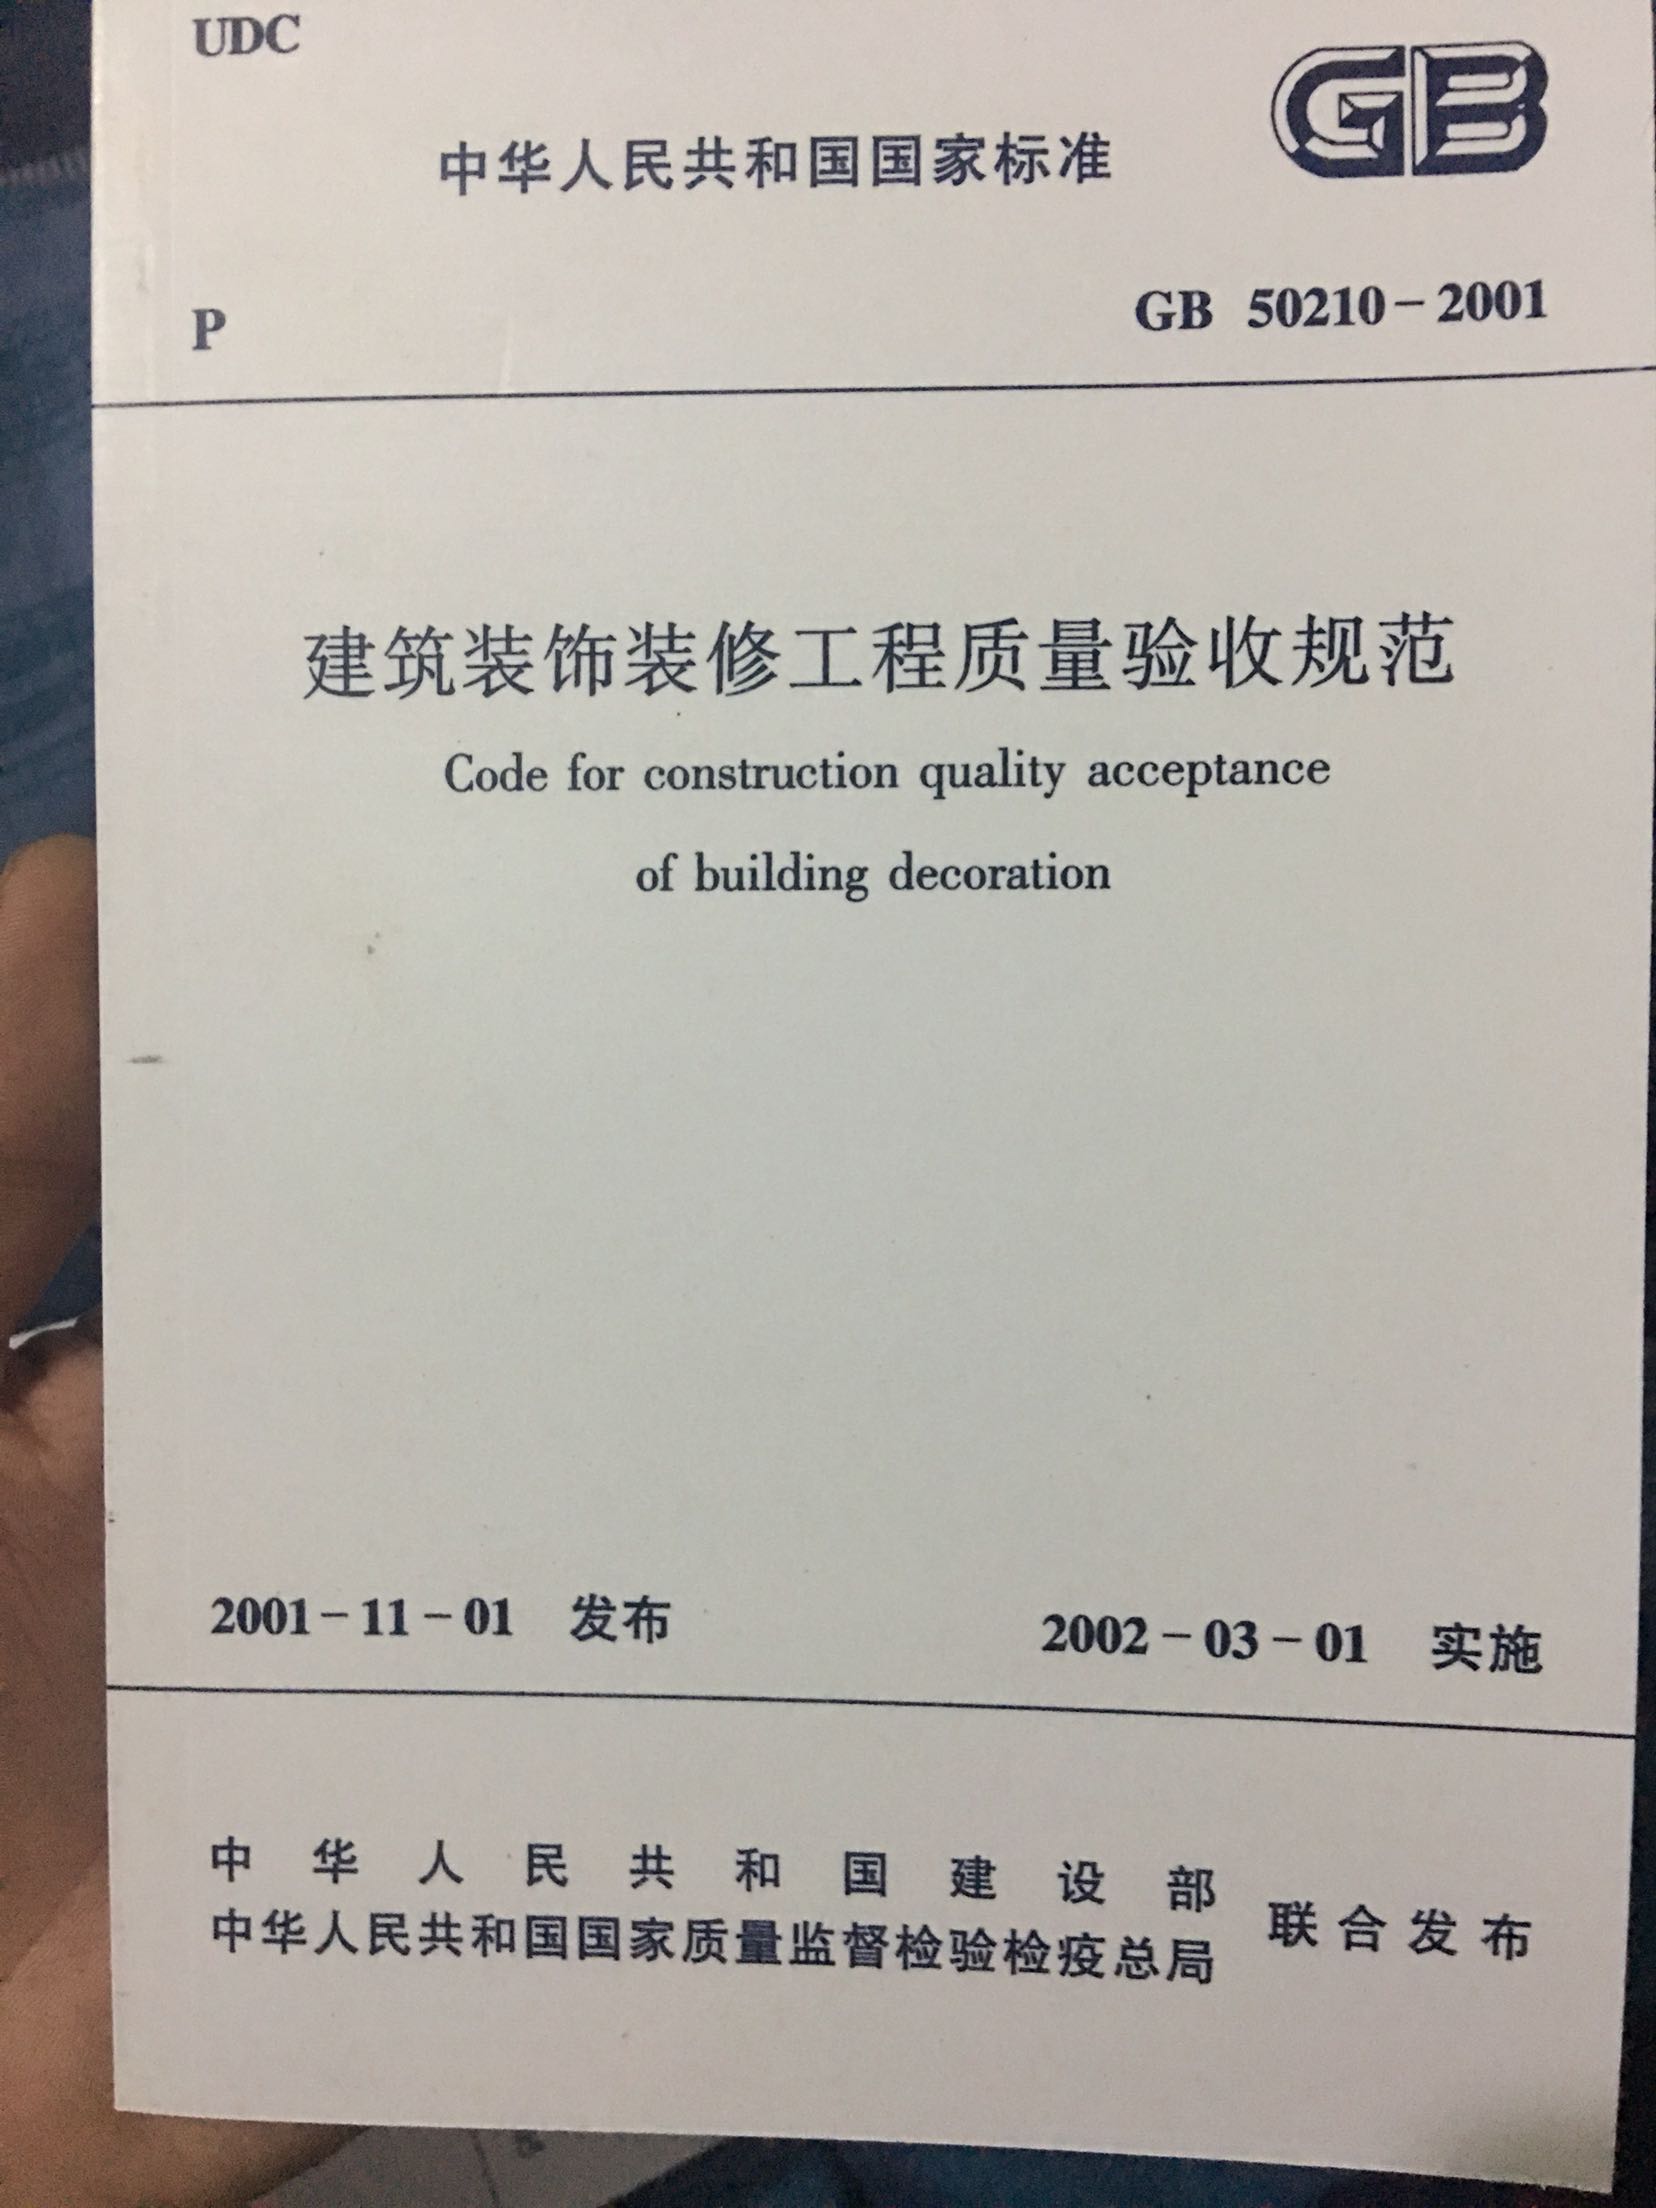 UDC
GB
中华人民共和国国家标准
P
GB 50210-2001
建筑装饰装修工程质量验收规范
Code for construction quality acceptance
of building decoration
2001-11-01 发布
2002-03-01 实施
中华人民共和国建设部
中华人民共和国国家质量监督检验检疫总局
联合发布